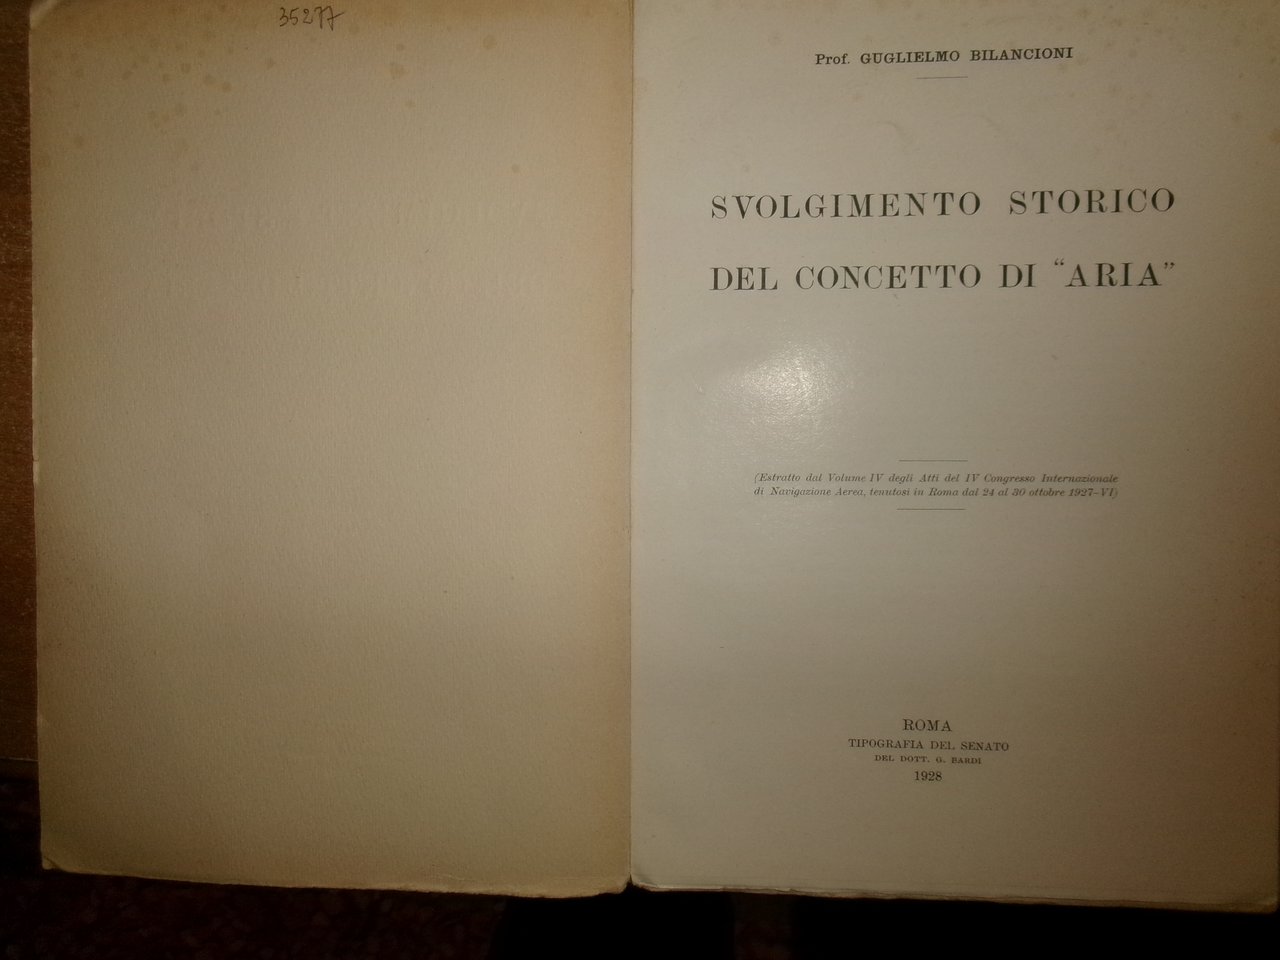 35277
Prof. GUGLIELMO BILANCIONI
SVOLGIMENTO STORICO
DEL CONCETTO DI “ARIA”
(Estratto dal Volume IV degli Atti del IV Congresso Internazionale
di Navigazione Aerea, tenutosi in Roma dal 24 al 30 ottobre 1927-VI)
ROMA
TIPOGRAFIA DEL SENATO
DEL DOTT. G. BARDI
1928